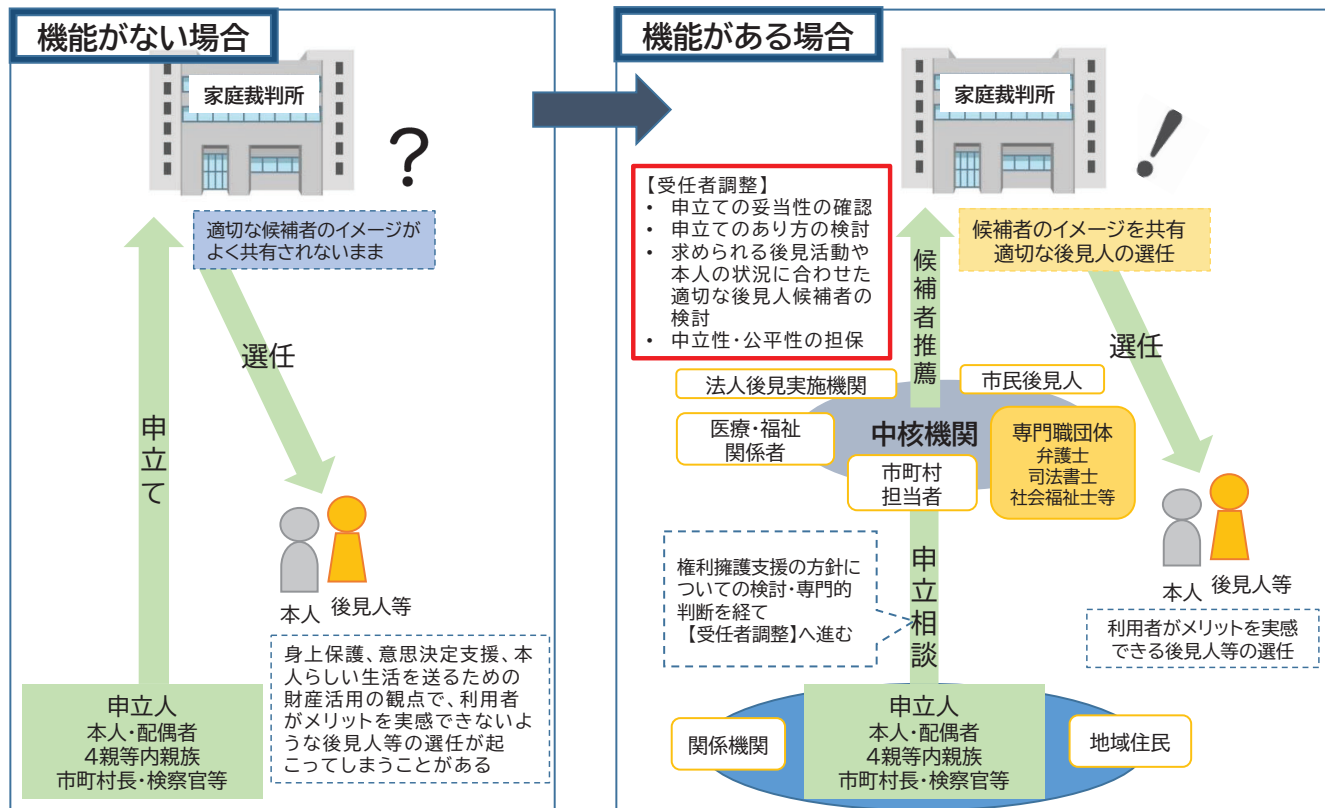 機能がない場合
家庭裁判所
?
適切な候補者のイメージが
よく共有されないまま
選任
申立て
本人
後見人等
身上保護、意思決定支援、本
人らしい生活を送るための
財産活用の観点で、利用者
がメリットを実感できないよ
うな後見人等の選任が起
こってしまうことがある
申立人
本人・配偶者
4親等内親族
市町村長・検察官等
機能がある場合
家庭裁判所
!
【受任者調整】
• 申立ての妥当性の確認
• 申立てのあり方の検討
• 求められる後見活動や
本人の状況に合わせた
適切な後見人候補者の
検討
• 中立性・公平性の担保
候補者推薦
候補者のイメージを共有
適切な後見人の選任
選任
法人後見実施機関
市民後見人
医療・福祉
関係者
中核機関
市町村
担当者
専門職団体
弁護士
司法書士
社会福祉士等
権利擁護支援の方針に
ついての検討・専門的
判断を経て
【受任者調整】へ進む
申立相談
本人
後見人等
利用者がメリットを実感
できる後見人等の選任
関係機関
申立人
本人・配偶者
4親等内親族
市町村長・検察官等
地域住民